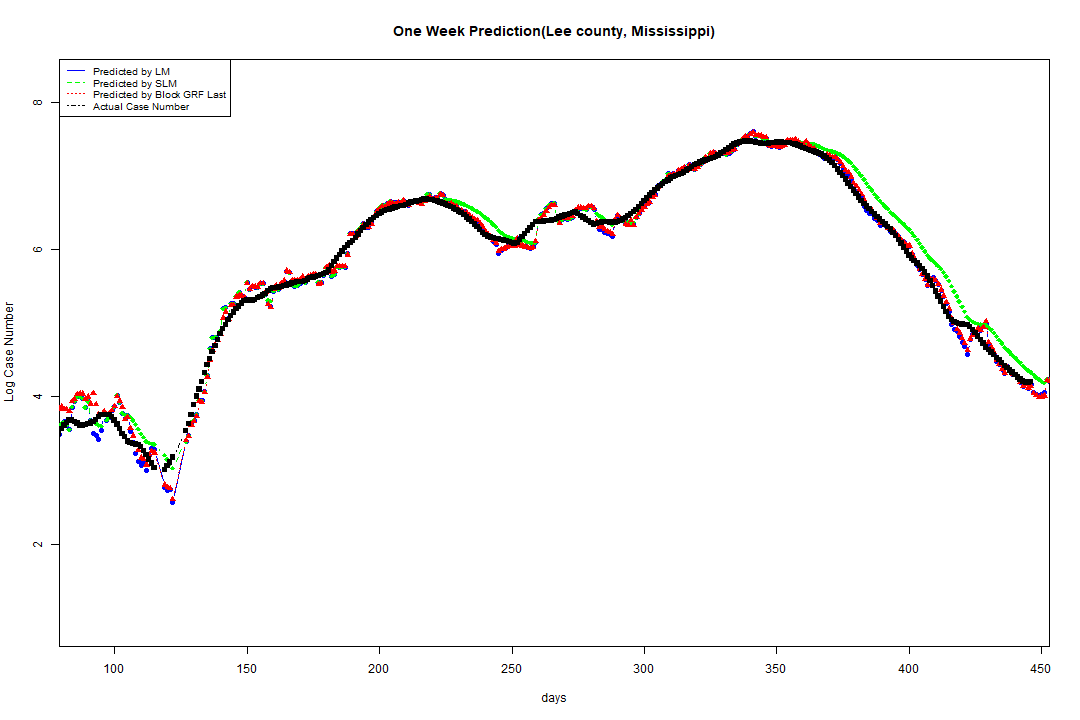 One Week Prediction(Lee county, Mississippi)
Predicted by LM
Predicted by SLM
Predicted by Block GRF Last
Actual Case Number
8
6
4
2
Log Case Number
100 150 200 250 300 350 400 450
days